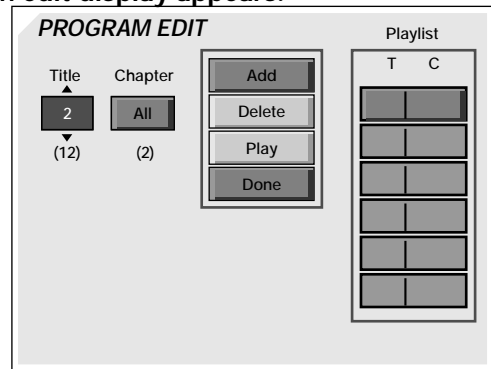 edit display appears.
PROGRAM EDIT
Playlist
Title Chapter
T C
2 All
(12) (2)
Add
Delete
Play
Done